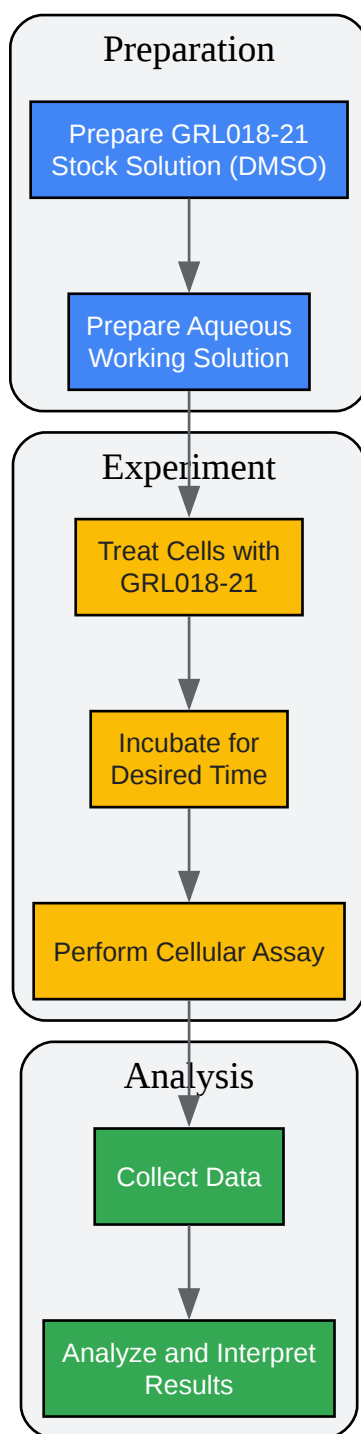 Preparation
Prepare GRL018-21
Stock Solution (DMSO)
Prepare Aqueous
Working Solution
Experiment
Treat Cells with
GRL018-21
Incubate for
Desired Time
Perform Cellular Assay
Analysis
Collect Data
Analyze and Interpret
Results